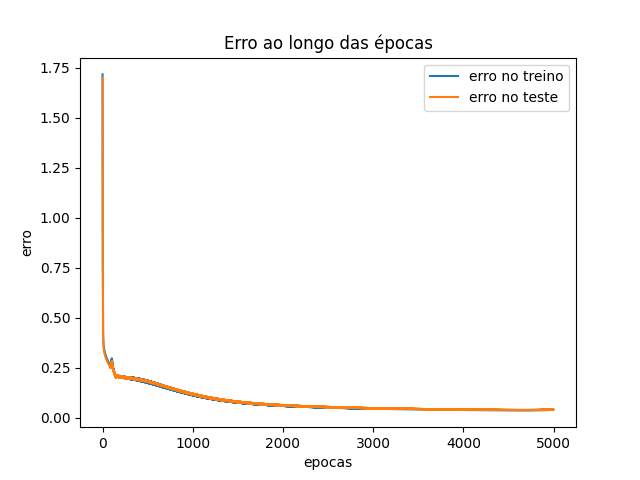 Erro ao longo das épocas
erro no treino
erro no teste
1.75
1.50
1.25
1.00
0.75
0.50
0.25
0.00
erro
0 1000 2000 3000 4000 5000
epocas